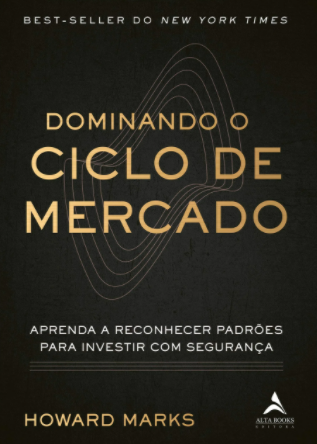 BEST-SELLER DO NEW YORK TIMES
DOMINANDO O
CICLO DE
MERCADO
APRENDA A RECONHECER PADRÕES
PARA INVESTIR COM SEGURANÇA
HOWARD MARKS
ALTA BOOKS
EDITORA